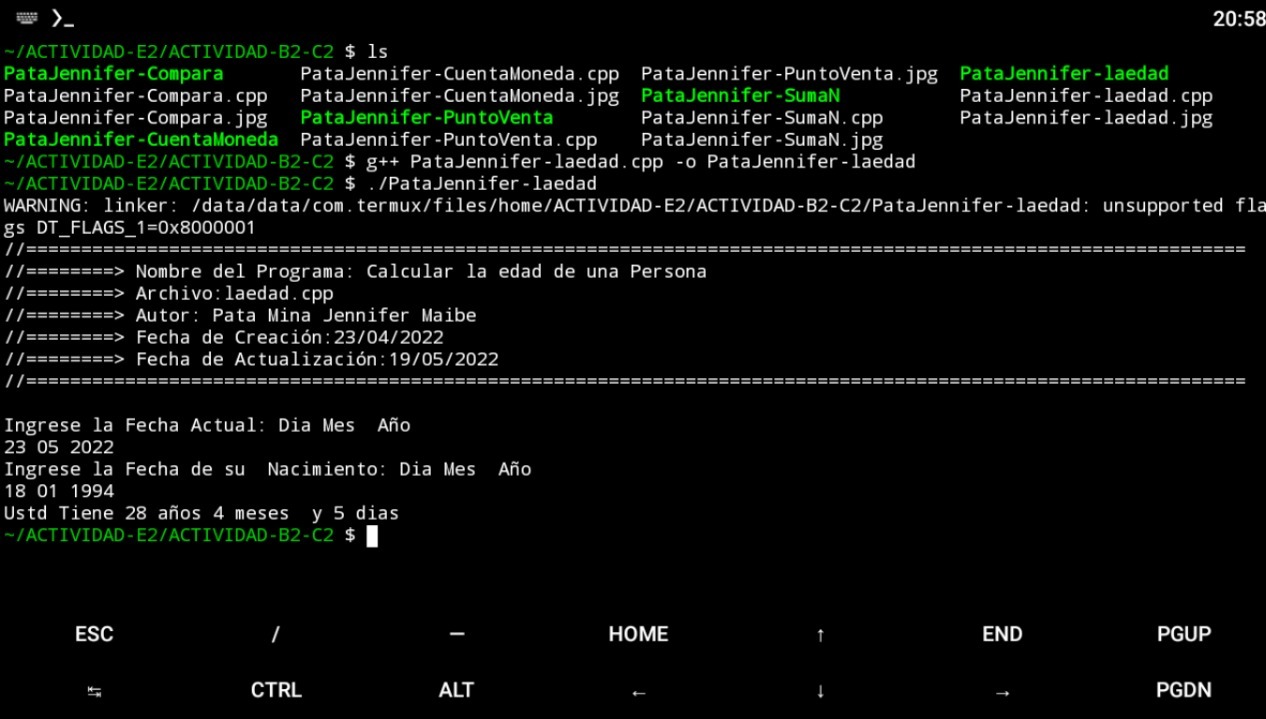 ❯_ 20:58
~/ACTIVIDAD-E2/ACTIVIDAD-B2-C2 $ ls
PataJennifer-Compara PataJennifer-CuentaMoneda.cpp PataJennifer-PuntoVenta.jpg PataJennifer-laedad
PataJennifer-Compara.cpp PataJennifer-CuentaMoneda.jpg PataJennifer-SumaN PataJennifer-laedad.cpp
PataJennifer-Compara.jpg PataJennifer-PuntoVenta PataJennifer-SumaN.cpp PataJennifer-laedad.jpg
PataJennifer-CuentaMoneda PataJennifer-PuntoVenta.cpp PataJennifer-SumaN.jpg
~/ACTIVIDAD-E2/ACTIVIDAD-B2-C2 $ g++ PataJennifer-laedad.cpp -o PataJennifer-laedad
~/ACTIVIDAD-E2/ACTIVIDAD-B2-C2 $ ./PataJennifer-laedad
WARNING: linker: /data/data/com.termux/files/home/ACTIVIDAD-E2/ACTIVIDAD-B2-C2/PataJennifer-laedad: unsupported fla
gs DT_FLAGS_1=0x8000001
//===============================================================================================================
//========> Nombre del Programa: Calcular la edad de una Persona
//========> Archivo:laedad.cpp
//========> Autor: Pata Mina Jennifer Maibe
//========> Fecha de Creación:23/04/2022
//========> Fecha de Actualización:19/05/2022
//===============================================================================================================
Ingrese la Fecha Actual: Dia Mes  Año
23 05 2022
Ingrese la Fecha de su  Nacimiento: Dia Mes  Año
18 01 1994
Ustd Tiene 28 años 4 meses  y 5 dias
~/ACTIVIDAD-E2/ACTIVIDAD-B2-C2 $
ESC / — HOME ↑ END PGUP
↹ CTRL ALT ← ↓ → PGDN